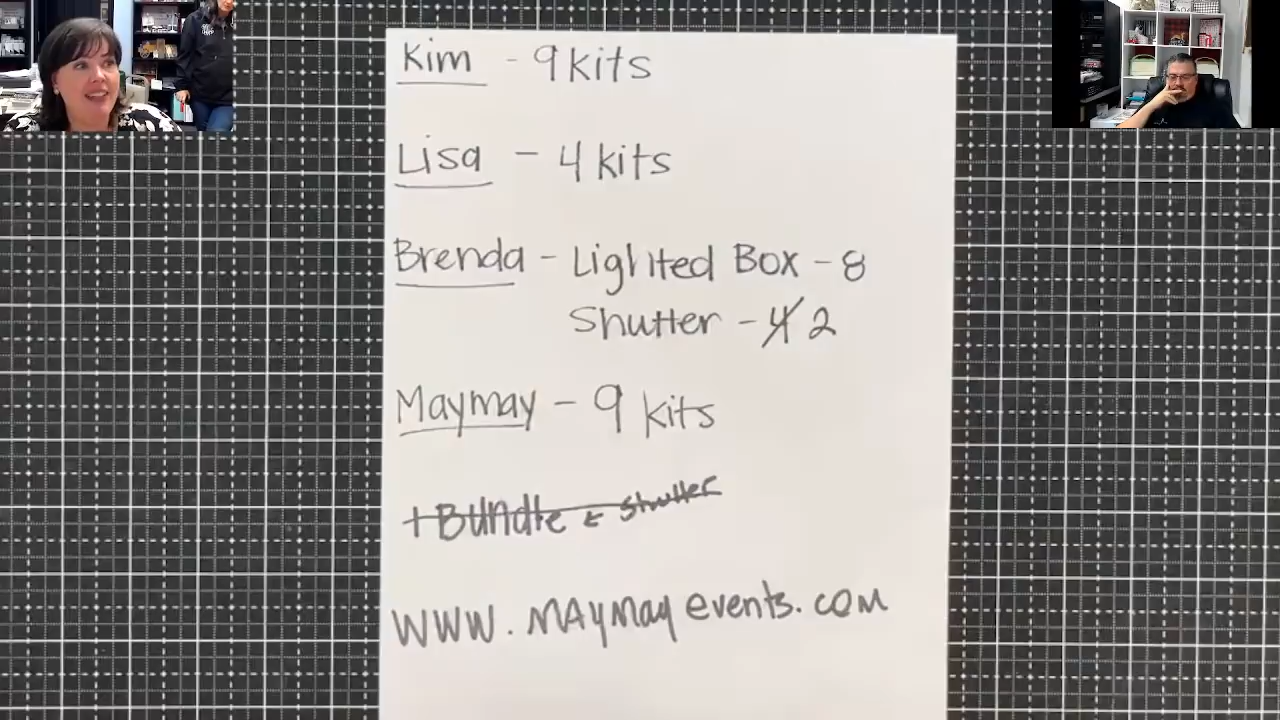 Kim - 9 kits
Lisa - 4 kits
Brenda - Lighted Box - 8
Shutter - 4 2
Maymay - 9 kits
+ Bundle & Shutter
www.maymayevents.com